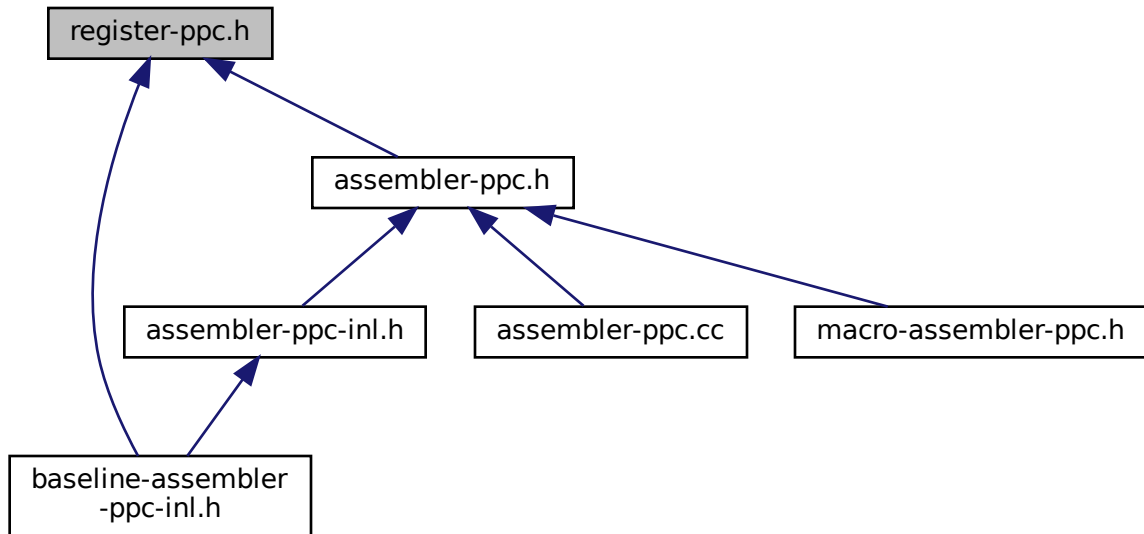 register-ppc.h
assembler-ppc.h
assembler-ppc-inl.h
assembler-ppc.cc
macro-assembler-ppc.h
baseline-assembler
-ppc-inl.h